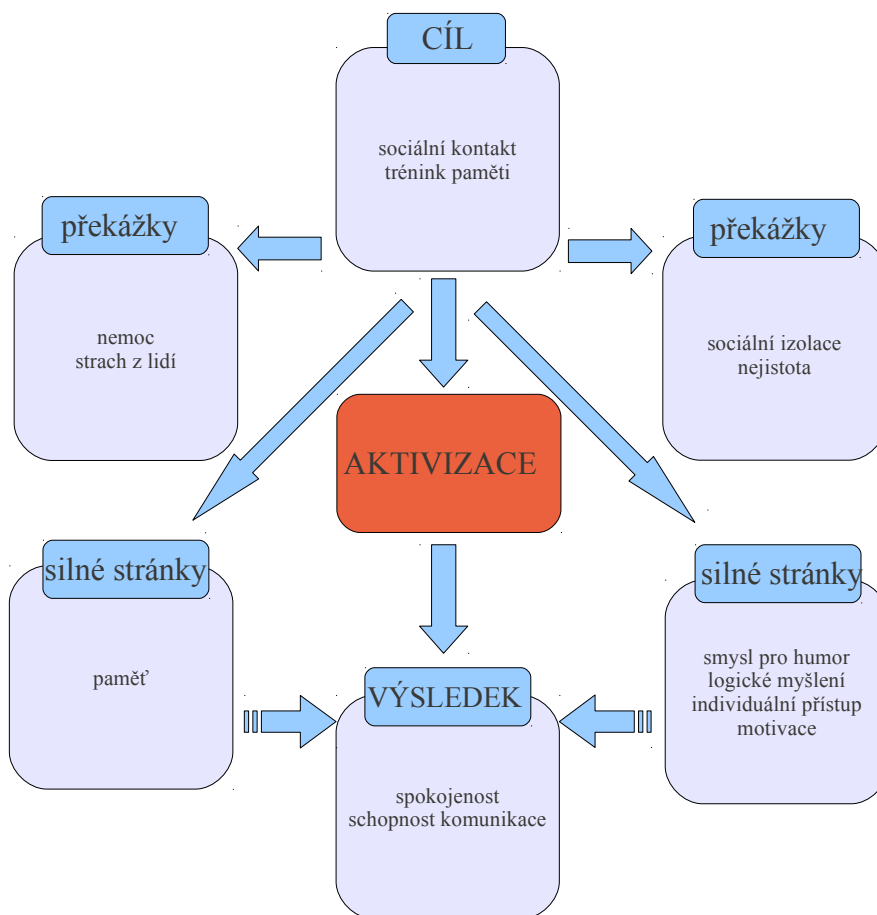 CÍL
sociální kontakt
trénink paměti
překážky
nemoc
strach z lidí
překážky
sociální izolace
nejistota
AKTIVIZACE
silné stránky
paměť
silné stránky
smysl pro humor
logické myšlení
individuální přístup
motivace
VÝSLEDEK
spokojenost
schopnost komunikace